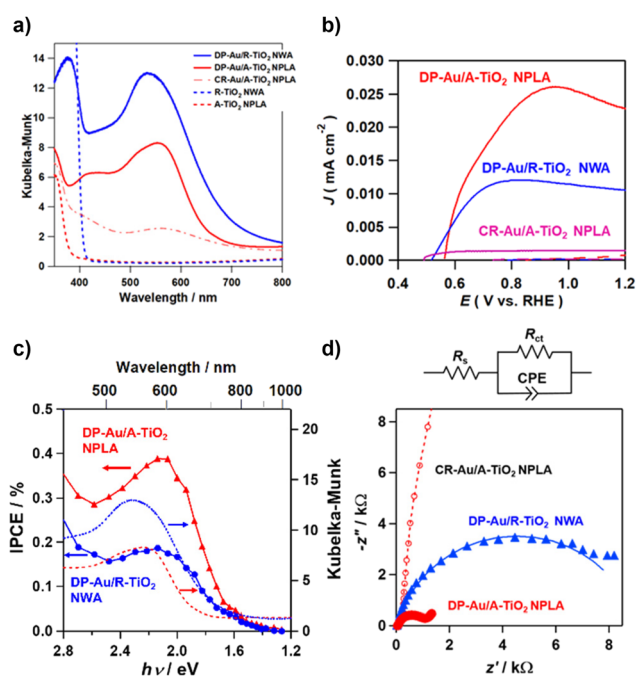 a)
14
12
10
8
6
4
2
0
Kubelka-Munk
DP-Au/R-TiO2 NWA
DP-Au/A-TiO2 NPLA
CR-Au/A-TiO2 NPLA
R-TiO2 NWA
A-TiO2 NPLA
400 500 600 700 800
Wavelength / nm
b)
0.030
0.025
0.020
0.015
0.010
0.005
0.000
J ( mA cm-2 )
DP-Au/A-TiO2 NPLA
DP-Au/R-TiO2 NWA
CR-Au/A-TiO2 NPLA
0.4 0.6 0.8 1.0 1.2
E ( V vs. RHE )
c)
Wavelength / nm
500 600 700 800 1000
0.5
0.4
0.3
0.2
0.1
0.0
IPCE / %
DP-Au/A-TiO2
NPLA
DP-Au/R-TiO2
NWA
20
15
10
5
0
Kubelka-Munk
2.8 2.4 2.0 1.6 1.2
hν / eV
d)
Rct
Rs
CPE
8
6
4
2
0
-z″ / kΩ
CR-Au/A-TiO2 NPLA
DP-Au/R-TiO2 NWA
DP-Au/A-TiO2 NPLA
0 2 4 6 8
z′ / kΩ